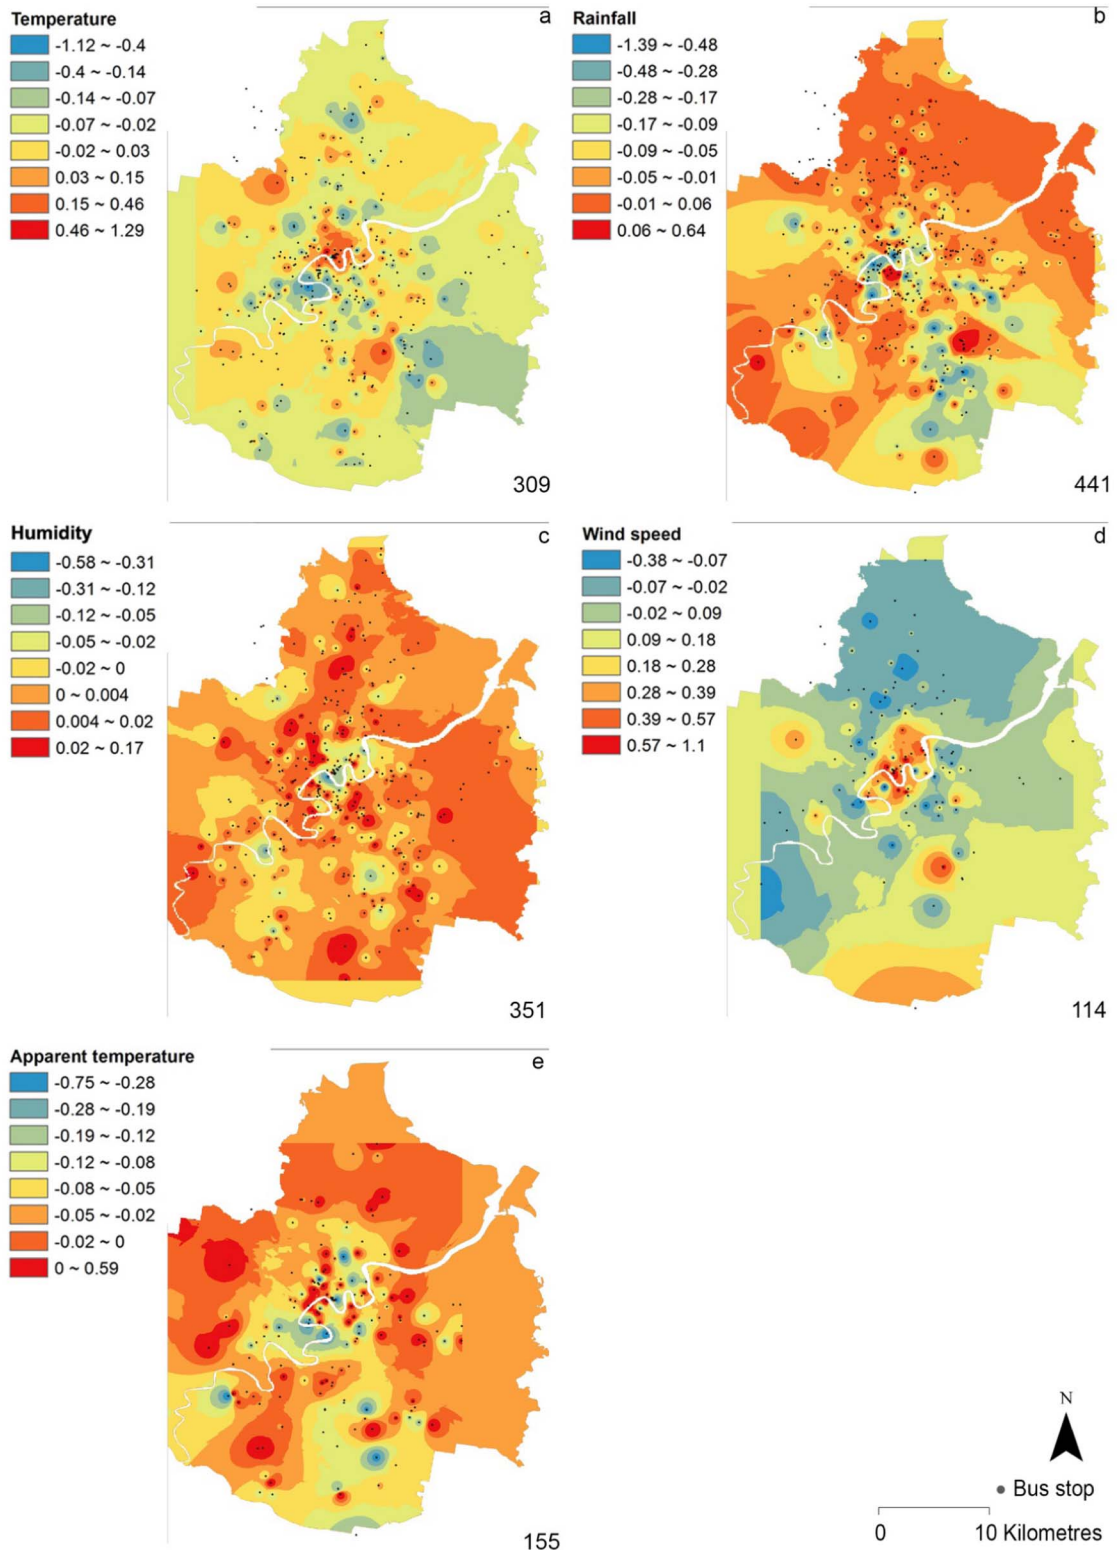 Temperature
a
-1.12 ~ -0.4
-0.4 ~ -0.14
-0.14 ~ -0.07
-0.07 ~ -0.02
-0.02 ~ 0.03
0.03 ~ 0.15
0.15 ~ 0.46
0.46 ~ 1.29
309
Rainfall
b
-1.39 ~ -0.48
-0.48 ~ -0.28
-0.28 ~ -0.17
-0.17 ~ -0.09
-0.09 ~ -0.05
-0.05 ~ -0.01
-0.01 ~ 0.06
0.06 ~ 0.64
441
Humidity
c
-0.58 ~ -0.31
-0.31 ~ -0.12
-0.12 ~ -0.05
-0.05 ~ -0.02
-0.02 ~ 0
0 ~ 0.004
0.004 ~ 0.02
0.02 ~ 0.17
351
Wind speed
d
-0.38 ~ -0.07
-0.07 ~ -0.02
-0.02 ~ 0.09
0.09 ~ 0.18
0.18 ~ 0.28
0.28 ~ 0.39
0.39 ~ 0.57
0.57 ~ 1.1
114
Apparent temperature
e
-0.75 ~ -0.28
-0.28 ~ -0.19
-0.19 ~ -0.12
-0.12 ~ -0.08
-0.08 ~ -0.05
-0.05 ~ -0.02
-0.02 ~ 0
0 ~ 0.59
155
N
Bus stop
0 10 Kilometres